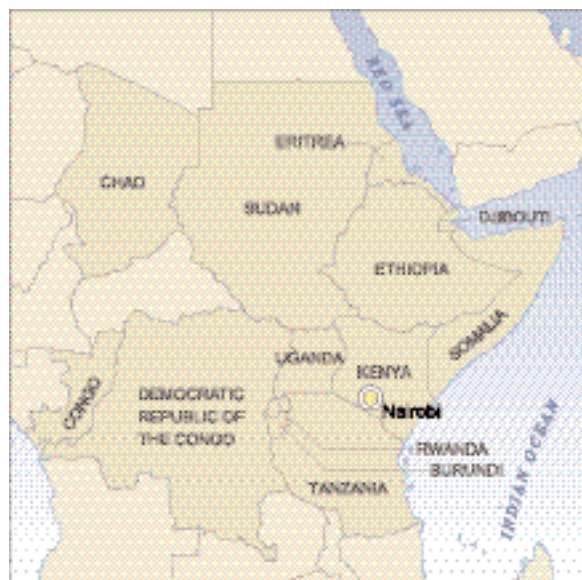 RED SEA
ERITREA
CHAD
SUDAN
DJIBOUTI
ETHIOPIA
SOMALIA
UGANDA
KENYA
CONGO
DEMOCRATIC
REPUBLIC OF
THE CONGO
Nairobi
RWANDA
BURUNDI
TANZANIA
INDIAN OCEAN